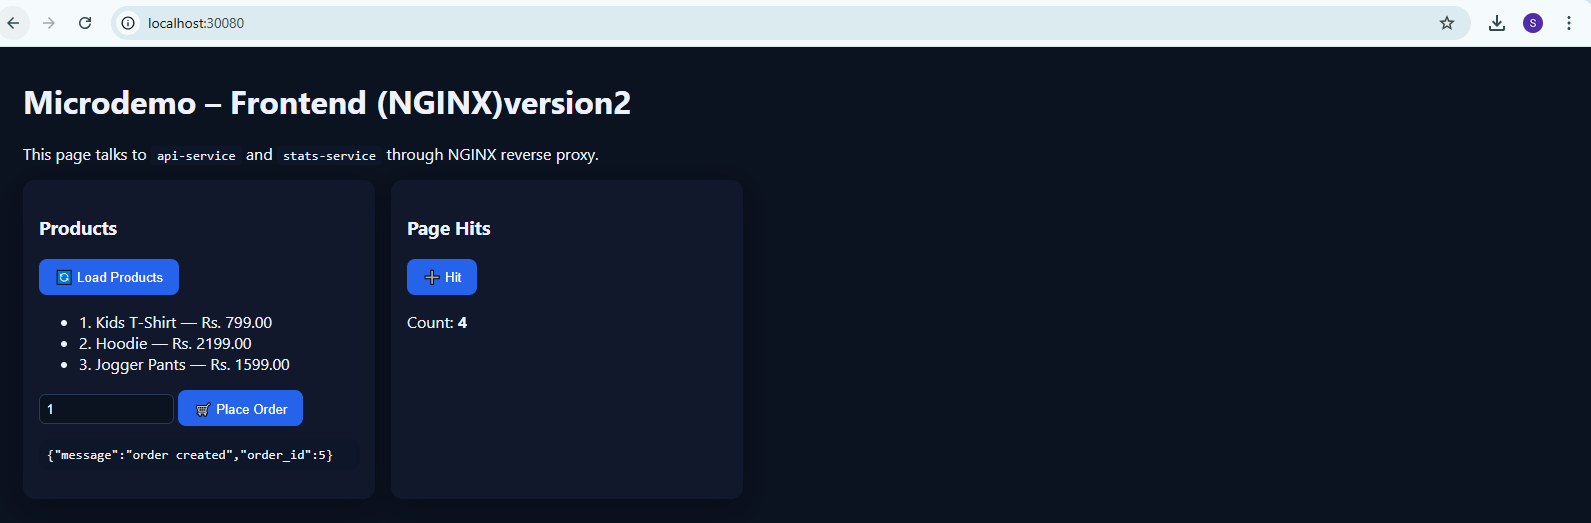 localhost:30080
S
Microdemo – Frontend (NGINX)version2
This page talks to api-service and stats-service through NGINX reverse proxy.
Products
Load Products
• 1. Kids T-Shirt — Rs. 799.00
• 2. Hoodie — Rs. 2199.00
• 3. Jogger Pants — Rs. 1599.00
1
Place Order
{"message":"order created","order_id":5}
Page Hits
Hit
Count: 4